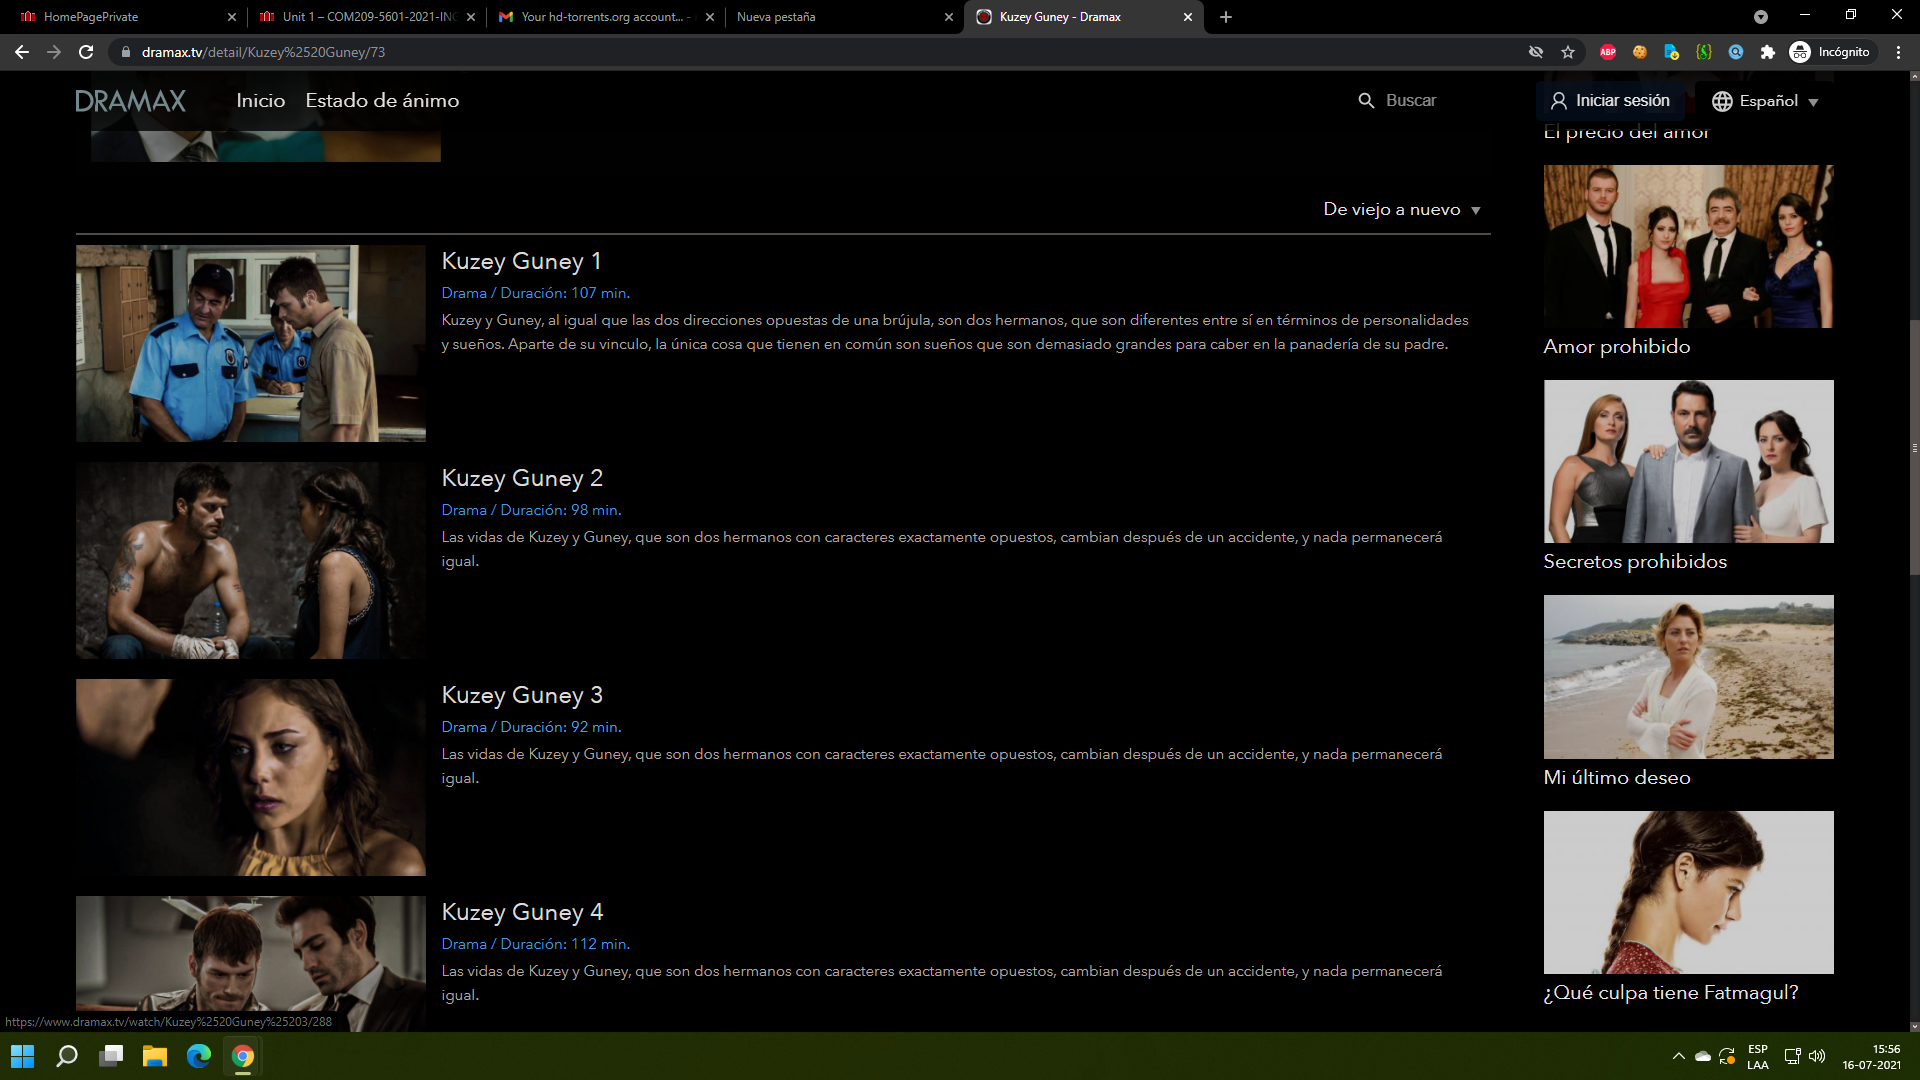 HomePagePrivate
Unit 1 – COM209-5601-2021-ING
Your hd-torrents.org account... -
Nueva pestaña
Kuzey Guney - Dramax
dramax.tv/detail/Kuzey%2520Guney/73
ABP
Incógnito
DRAMAX
Inicio
Estado de ánimo
Buscar
Iniciar sesión
Español
El precio del amor
De viejo a nuevo
Kuzey Guney 1
Drama / Duración: 107 min.
Kuzey y Guney, al igual que las dos direcciones opuestas de una brújula, son dos hermanos, que son diferentes entre sí en términos de personalidades
y sueños. Aparte de su vinculo, la única cosa que tienen en común son sueños que son demasiado grandes para caber en la panadería de su padre.
Kuzey Guney 2
Drama / Duración: 98 min.
Las vidas de Kuzey y Guney, que son dos hermanos con caracteres exactamente opuestos, cambian después de un accidente, y nada permanecerá
igual.
Kuzey Guney 3
Drama / Duración: 92 min.
Las vidas de Kuzey y Guney, que son dos hermanos con caracteres exactamente opuestos, cambian después de un accidente, y nada permanecerá
igual.
Kuzey Guney 4
Drama / Duración: 112 min.
Las vidas de Kuzey y Guney, que son dos hermanos con caracteres exactamente opuestos, cambian después de un accidente, y nada permanecerá
igual.
Amor prohibido
Secretos prohibidos
Mi último deseo
¿Qué culpa tiene Fatmagul?
https://www.dramax.tv/watch/Kuzey%2520Guney%25203/288
ESP
LAA
15:56
16-07-2021